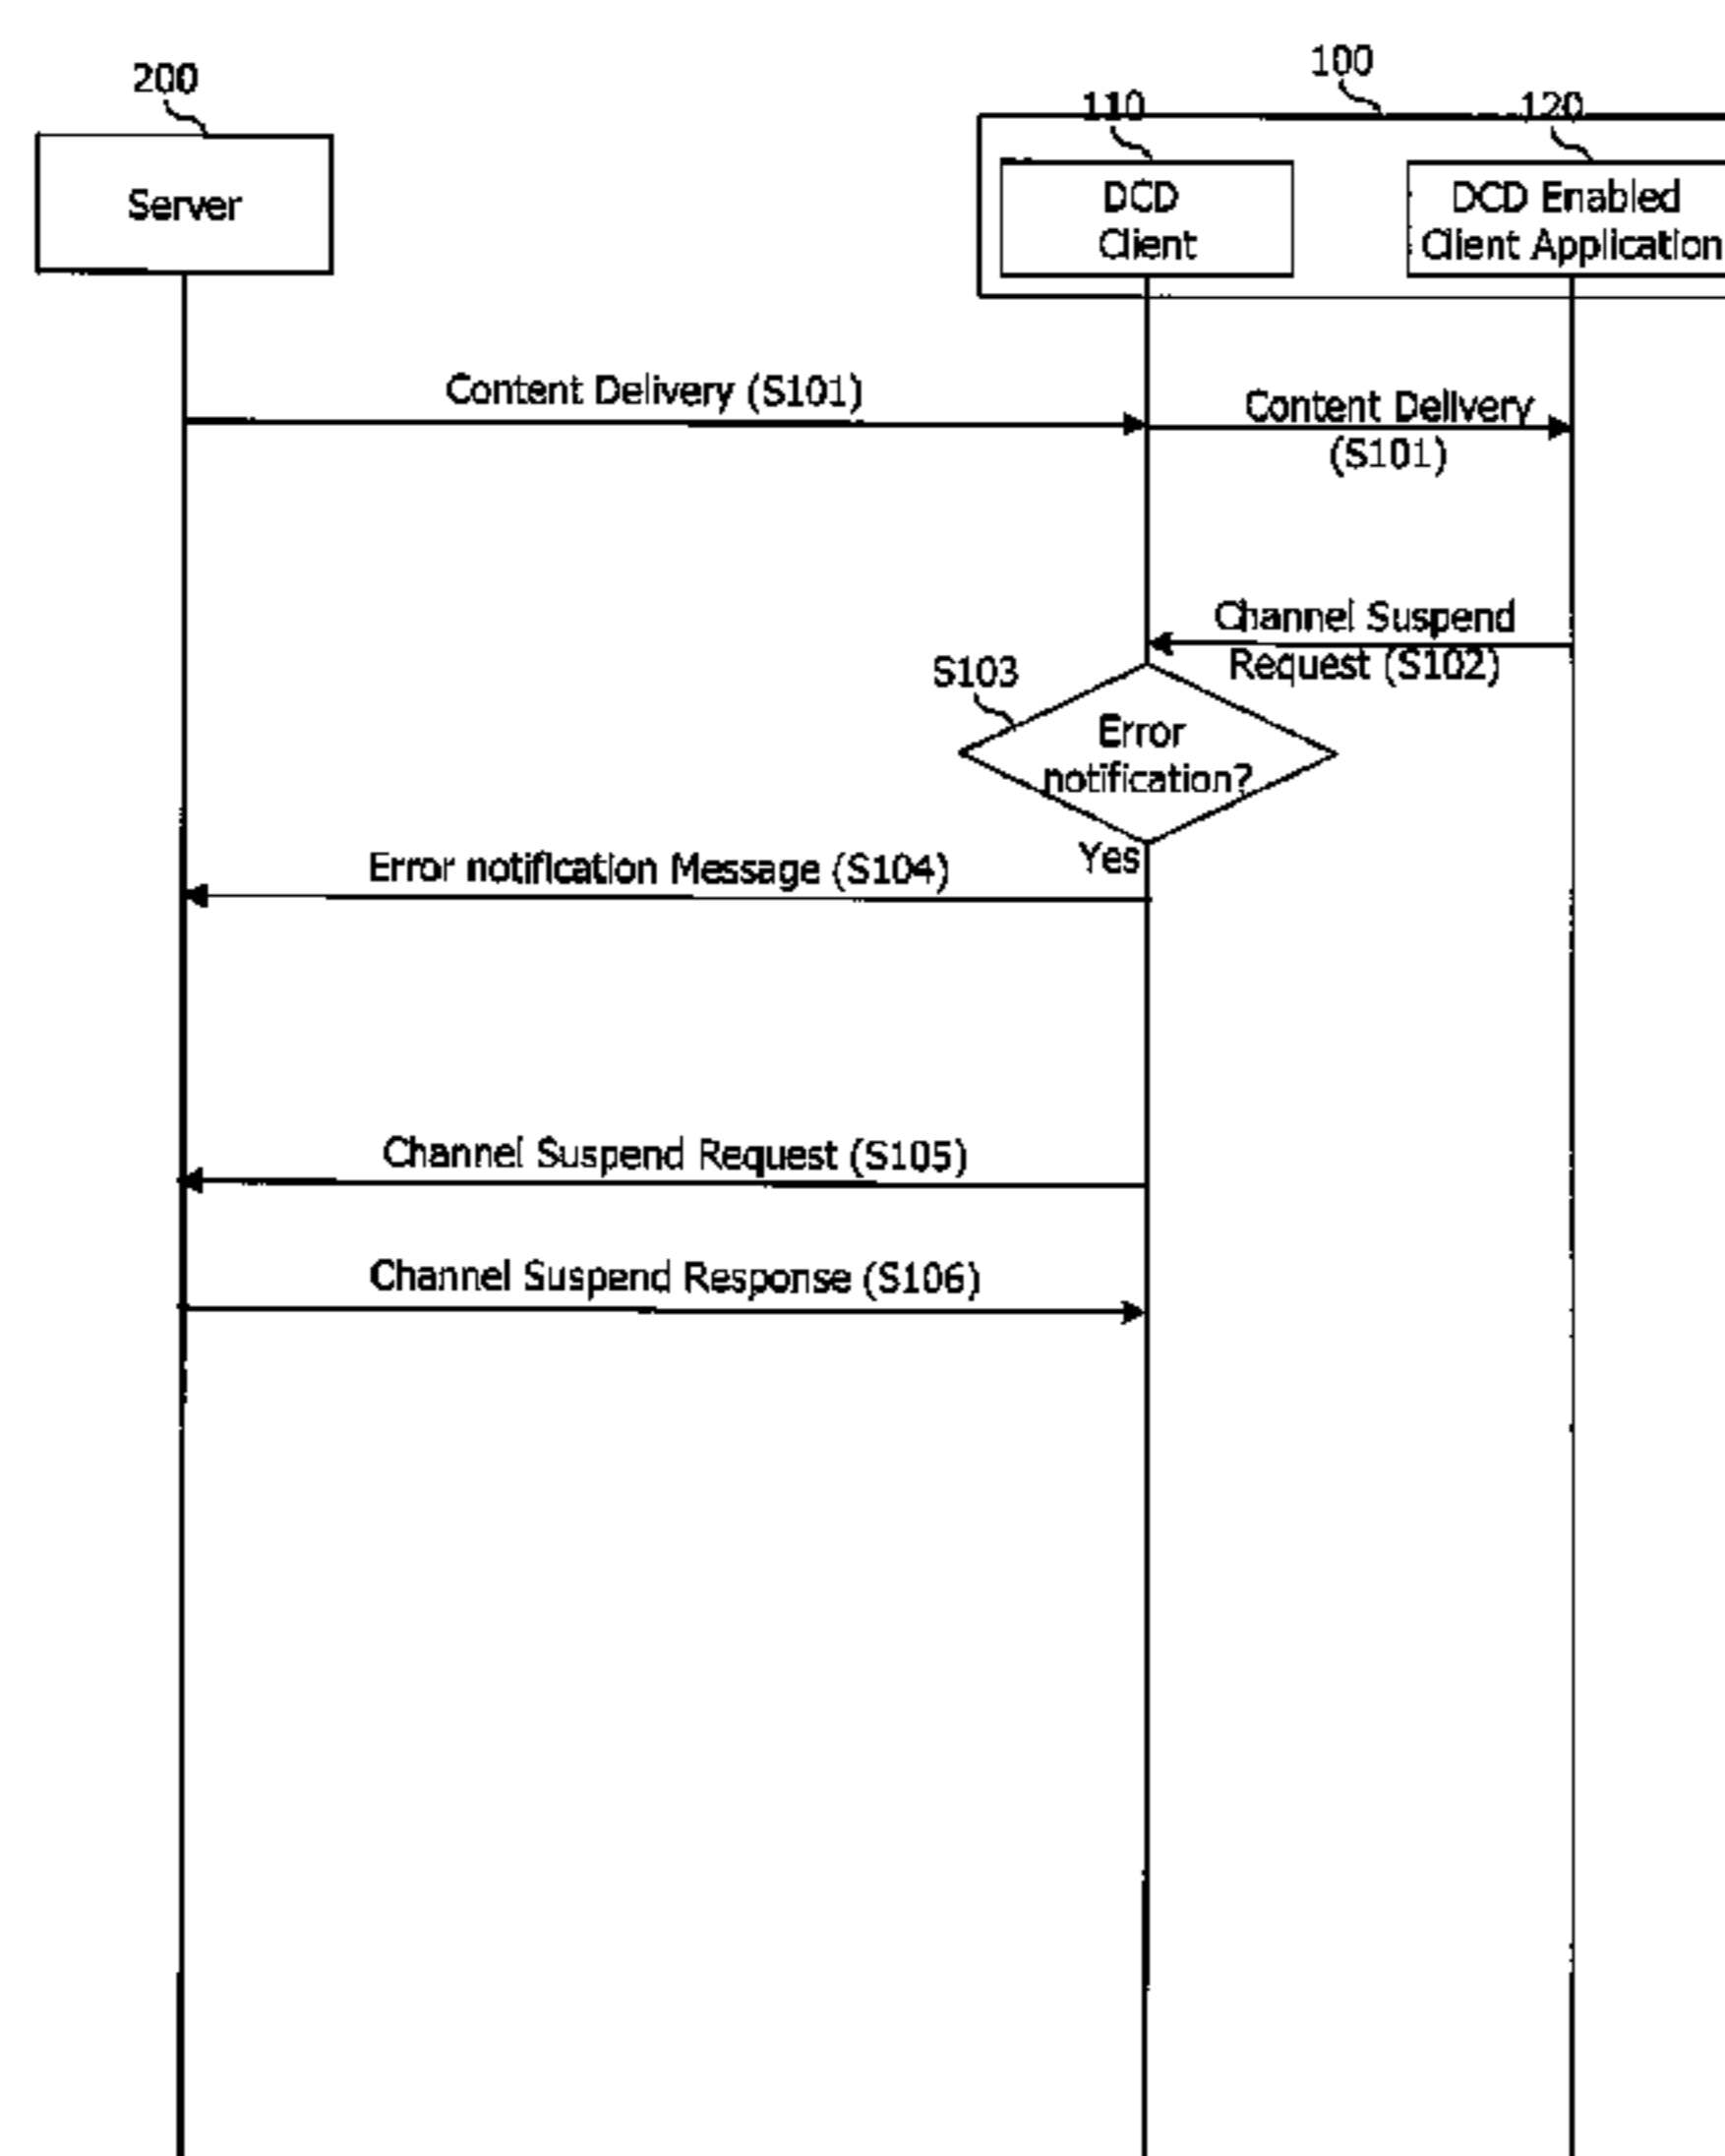 100
200
110
120
Server
DCD
Client
DCD Enabled
Client Application
Content Delivery (S101)
Content Delivery
(S101)
Channel Suspend
Request (S102)
S103
Error
notification?
Yes
Error notification Message (S104)
Channel Suspend Request (S105)
Channel Suspend Response (S106)